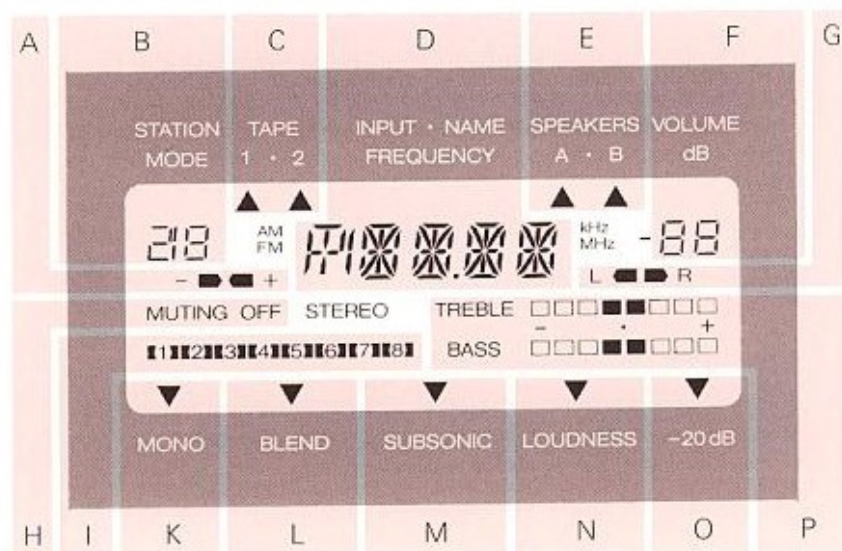 A B C D E F G
STATION TAPE INPUT · NAME SPEAKERS VOLUME
MODE 1 · 2 FREQUENCY A · B dB
AM kHz
FM MHz -88
- + L R
MUTING OFF STEREO TREBLE
- · +
1 2 3 4 5 6 7 8 BASS
MONO BLEND SUBSONIC LOUDNESS -20 dB
H I K L M N O P